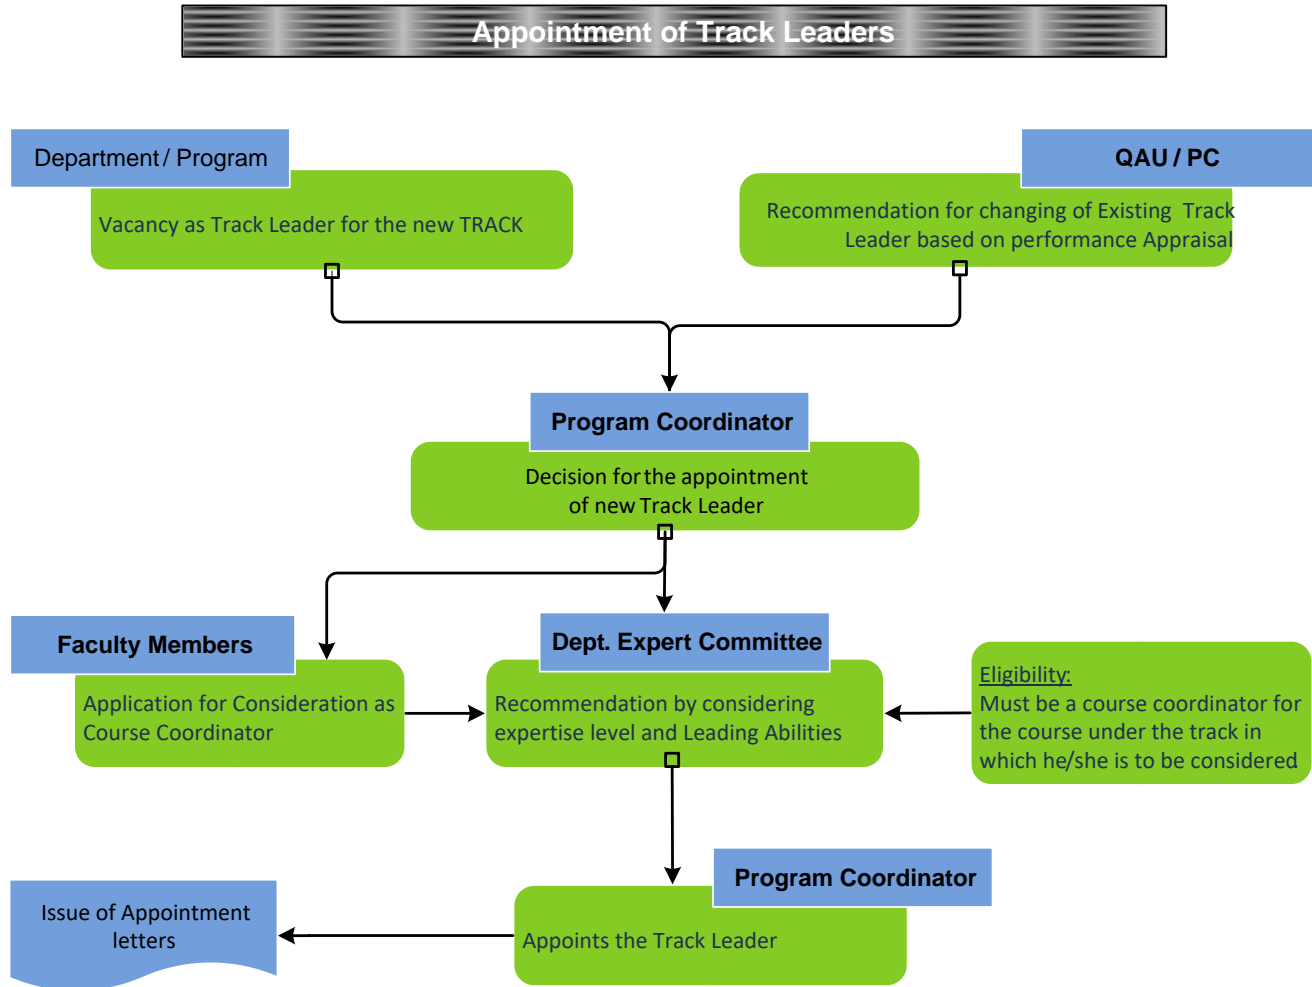 Appointment of Track Leaders
Department / Program
Vacancy as Track Leader for the new TRACK
QAU / PC
Recommendation for changing of Existing Track
Leader based on performance Appraisal
Program Coordinator
Decision for the appointment
of new Track Leader
Faculty Members
Application for Consideration as
Course Coordinator
Dept. Expert Committee
Recommendation by considering
expertise level and Leading Abilities
Eligibility:
Must be a course coordinator for
the course under the track in
which he/she is to be considered.
Program Coordinator
Appoints the Track Leader
Issue of Appointment
letters